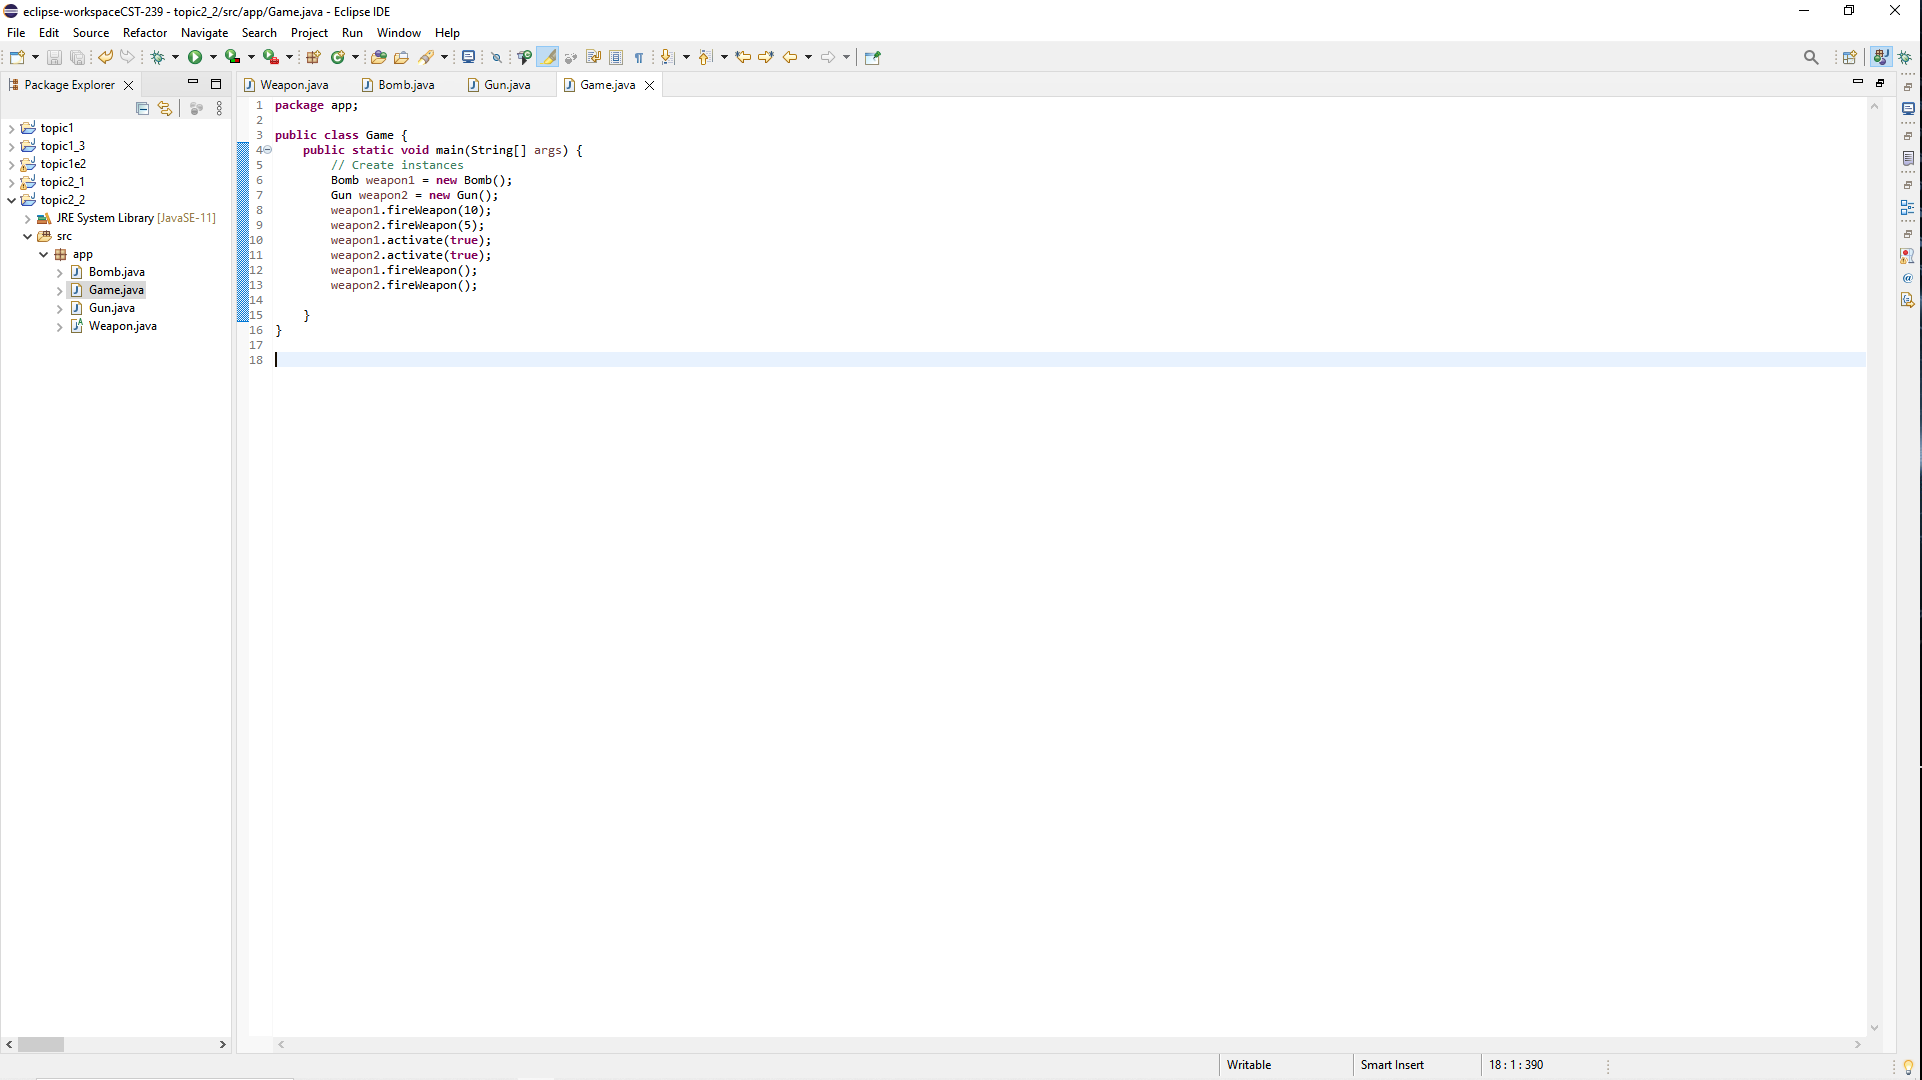 eclipse-workspaceCST-239 - topic2_2/src/app/Game.java - Eclipse IDE
File Edit Source Refactor Navigate Search Project Run Window Help
Package Explorer
Weapon.java Bomb.java Gun.java Game.java
topic1
topic1_3
topic1e2
topic2_1
topic2_2
JRE System Library [JavaSE-11]
src
app
Bomb.java
Game.java
Gun.java
Weapon.java
1 package app;
2
3 public class Game {
4 public static void main(String[] args) {
5 // Create instances
6 Bomb weapon1 = new Bomb();
7 Gun weapon2 = new Gun();
8 weapon1.fireWeapon(10);
9 weapon2.fireWeapon(5);
10 weapon1.activate(true);
11 weapon2.activate(true);
12 weapon1.fireWeapon();
13 weapon2.fireWeapon();
14
15 }
16 }
17
18
Writable Smart Insert 18 : 1 : 390